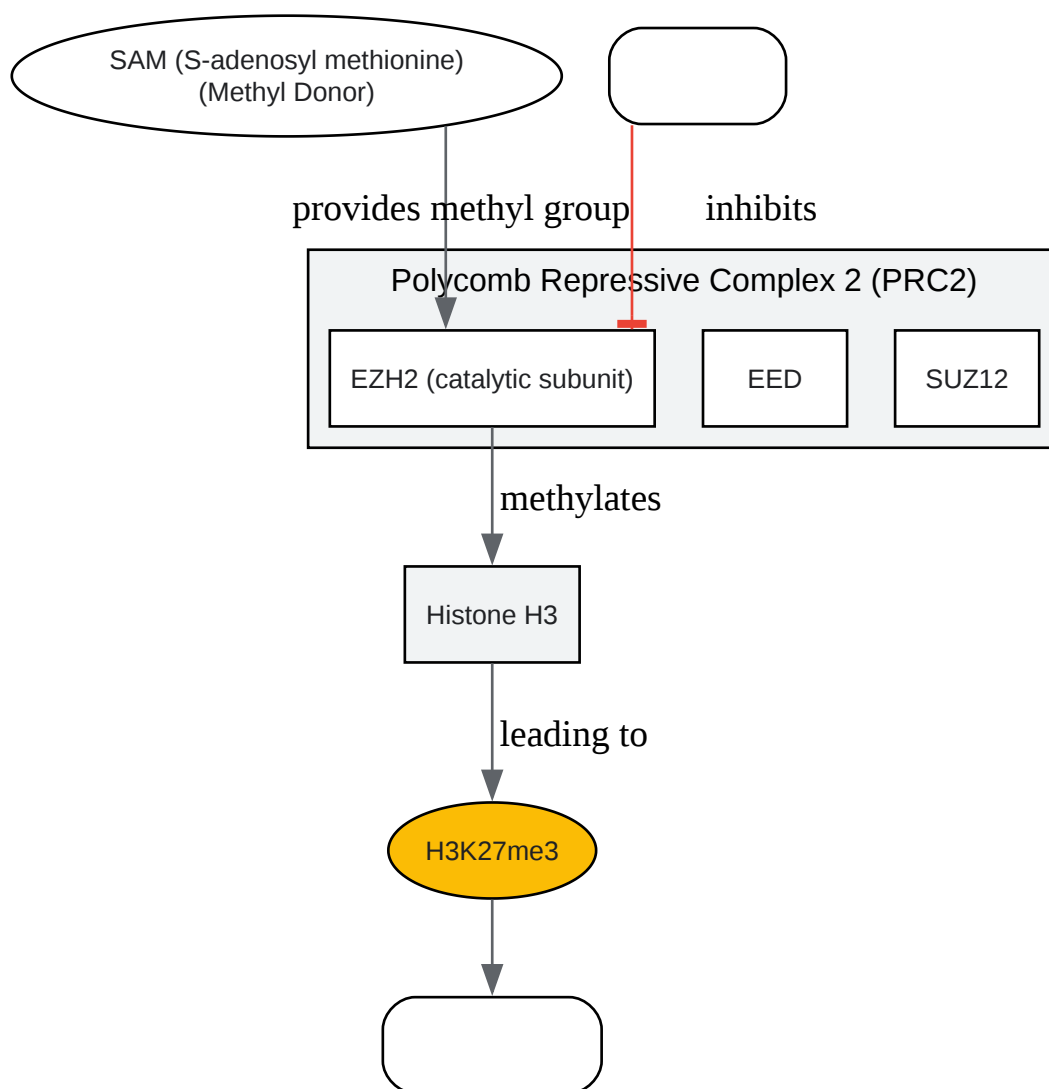 SAM (S-adenosyl methionine)
(Methyl Donor)
provides methyl group
inhibits
Polycomb Repressive Complex 2 (PRC2)
EZH2 (catalytic subunit)
EED
SUZ12
methylates
Histone H3
leading to
H3K27me3